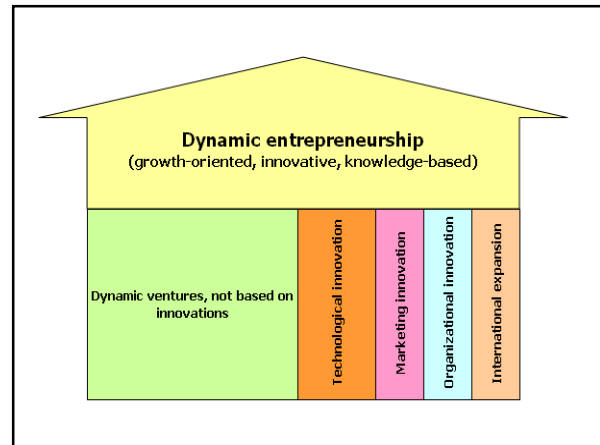 Dynamic entrepreneurship
(growth-oriented, innovative, knowledge-based)
Dynamic ventures, not based on
innovations
Technological innovation
Marketing innovation
Organizational innovation
International expansion